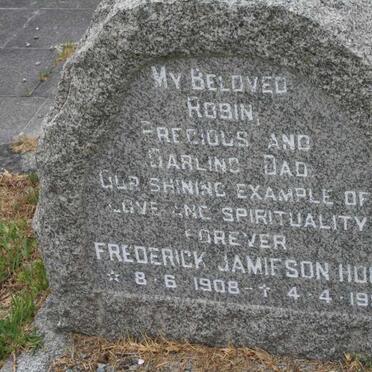 MY BELOVED
ROBIN,
PRECIOUS AND
DARLING DAD
OUR SHINING EXAMPLE OF
LOVE AND SPIRITUALITY
FOREVER
FREDERICK JAMIESON
☆ 8·6·1908 - † 4·4·19